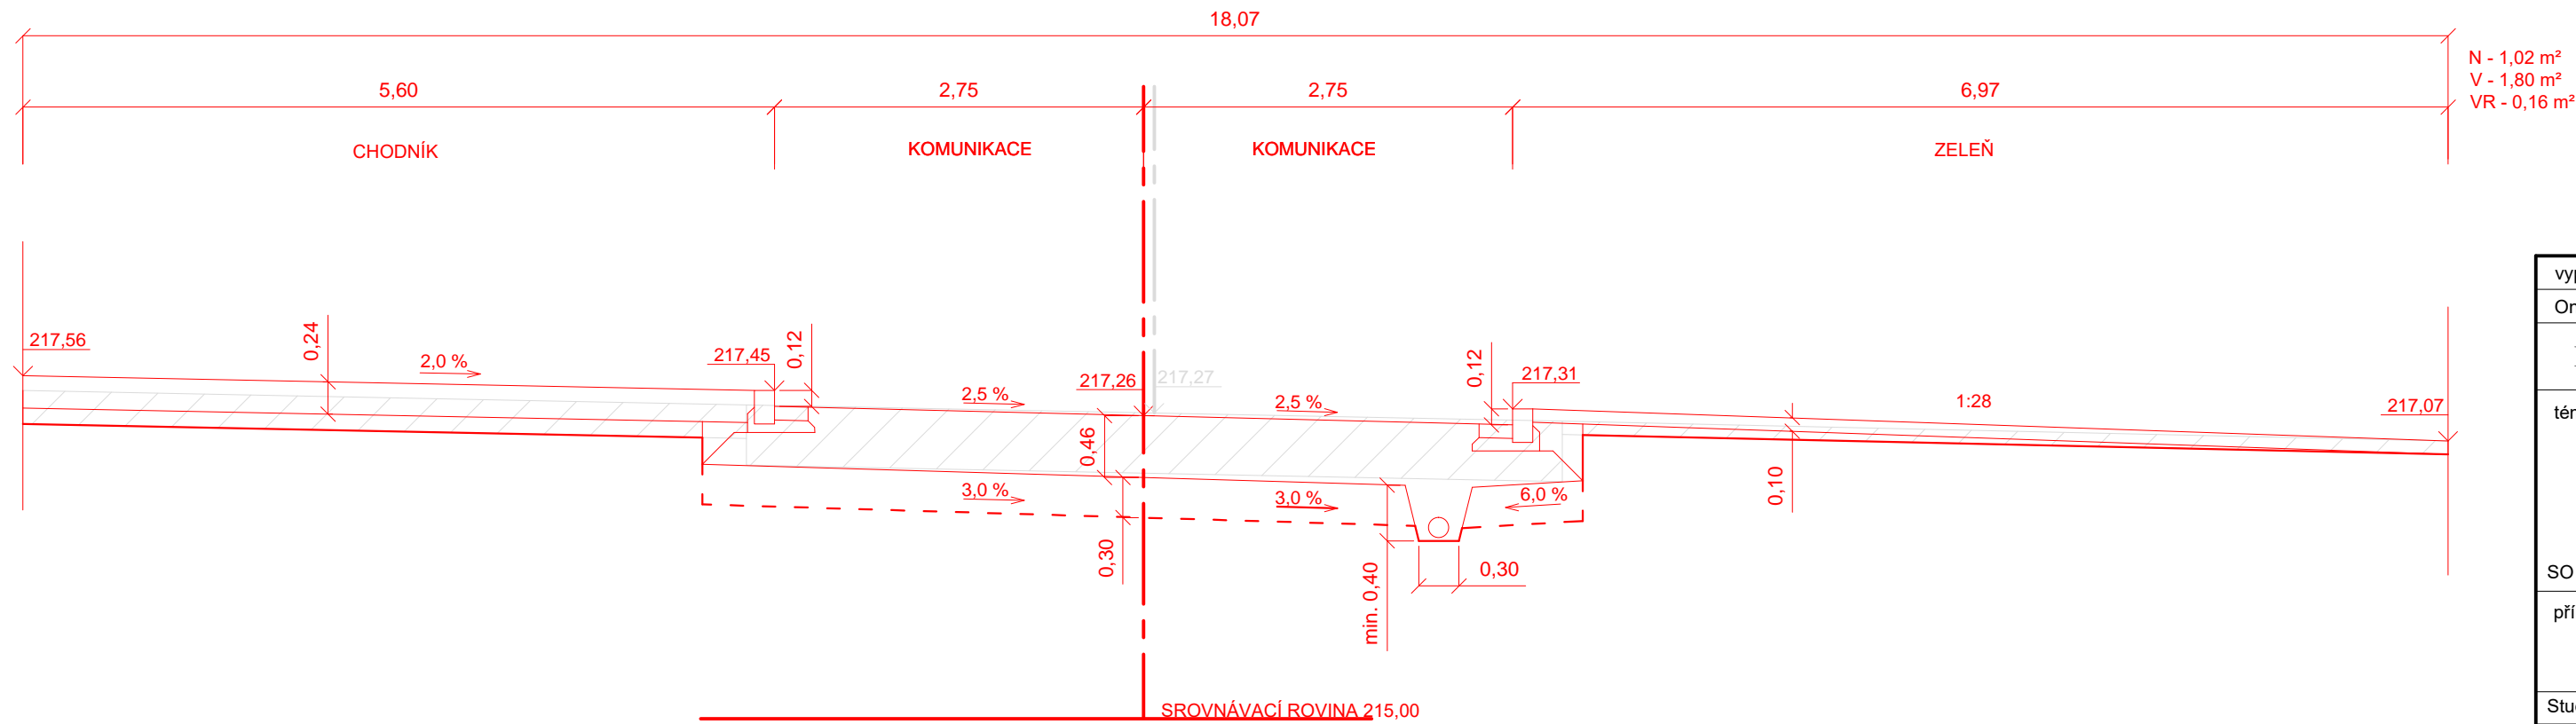 18,07
N - 1,02 m²
V - 1,80 m²
VR - 0,16 m²
5,60
2,75
2,75
6,97
CHODNÍK
KOMUNIKACE
KOMUNIKACE
ZELEŇ
217,56
0,24
2,0 %
217,45
0,12
2,5 %
217,26
217,27
2,5 %
0,12
217,31
1:28
217,07
0,46
3,0 %
3,0 %
6,0 %
0,10
0,30
min. 0,40
0,30
SROVNÁVACÍ ROVINA 215,00
SO